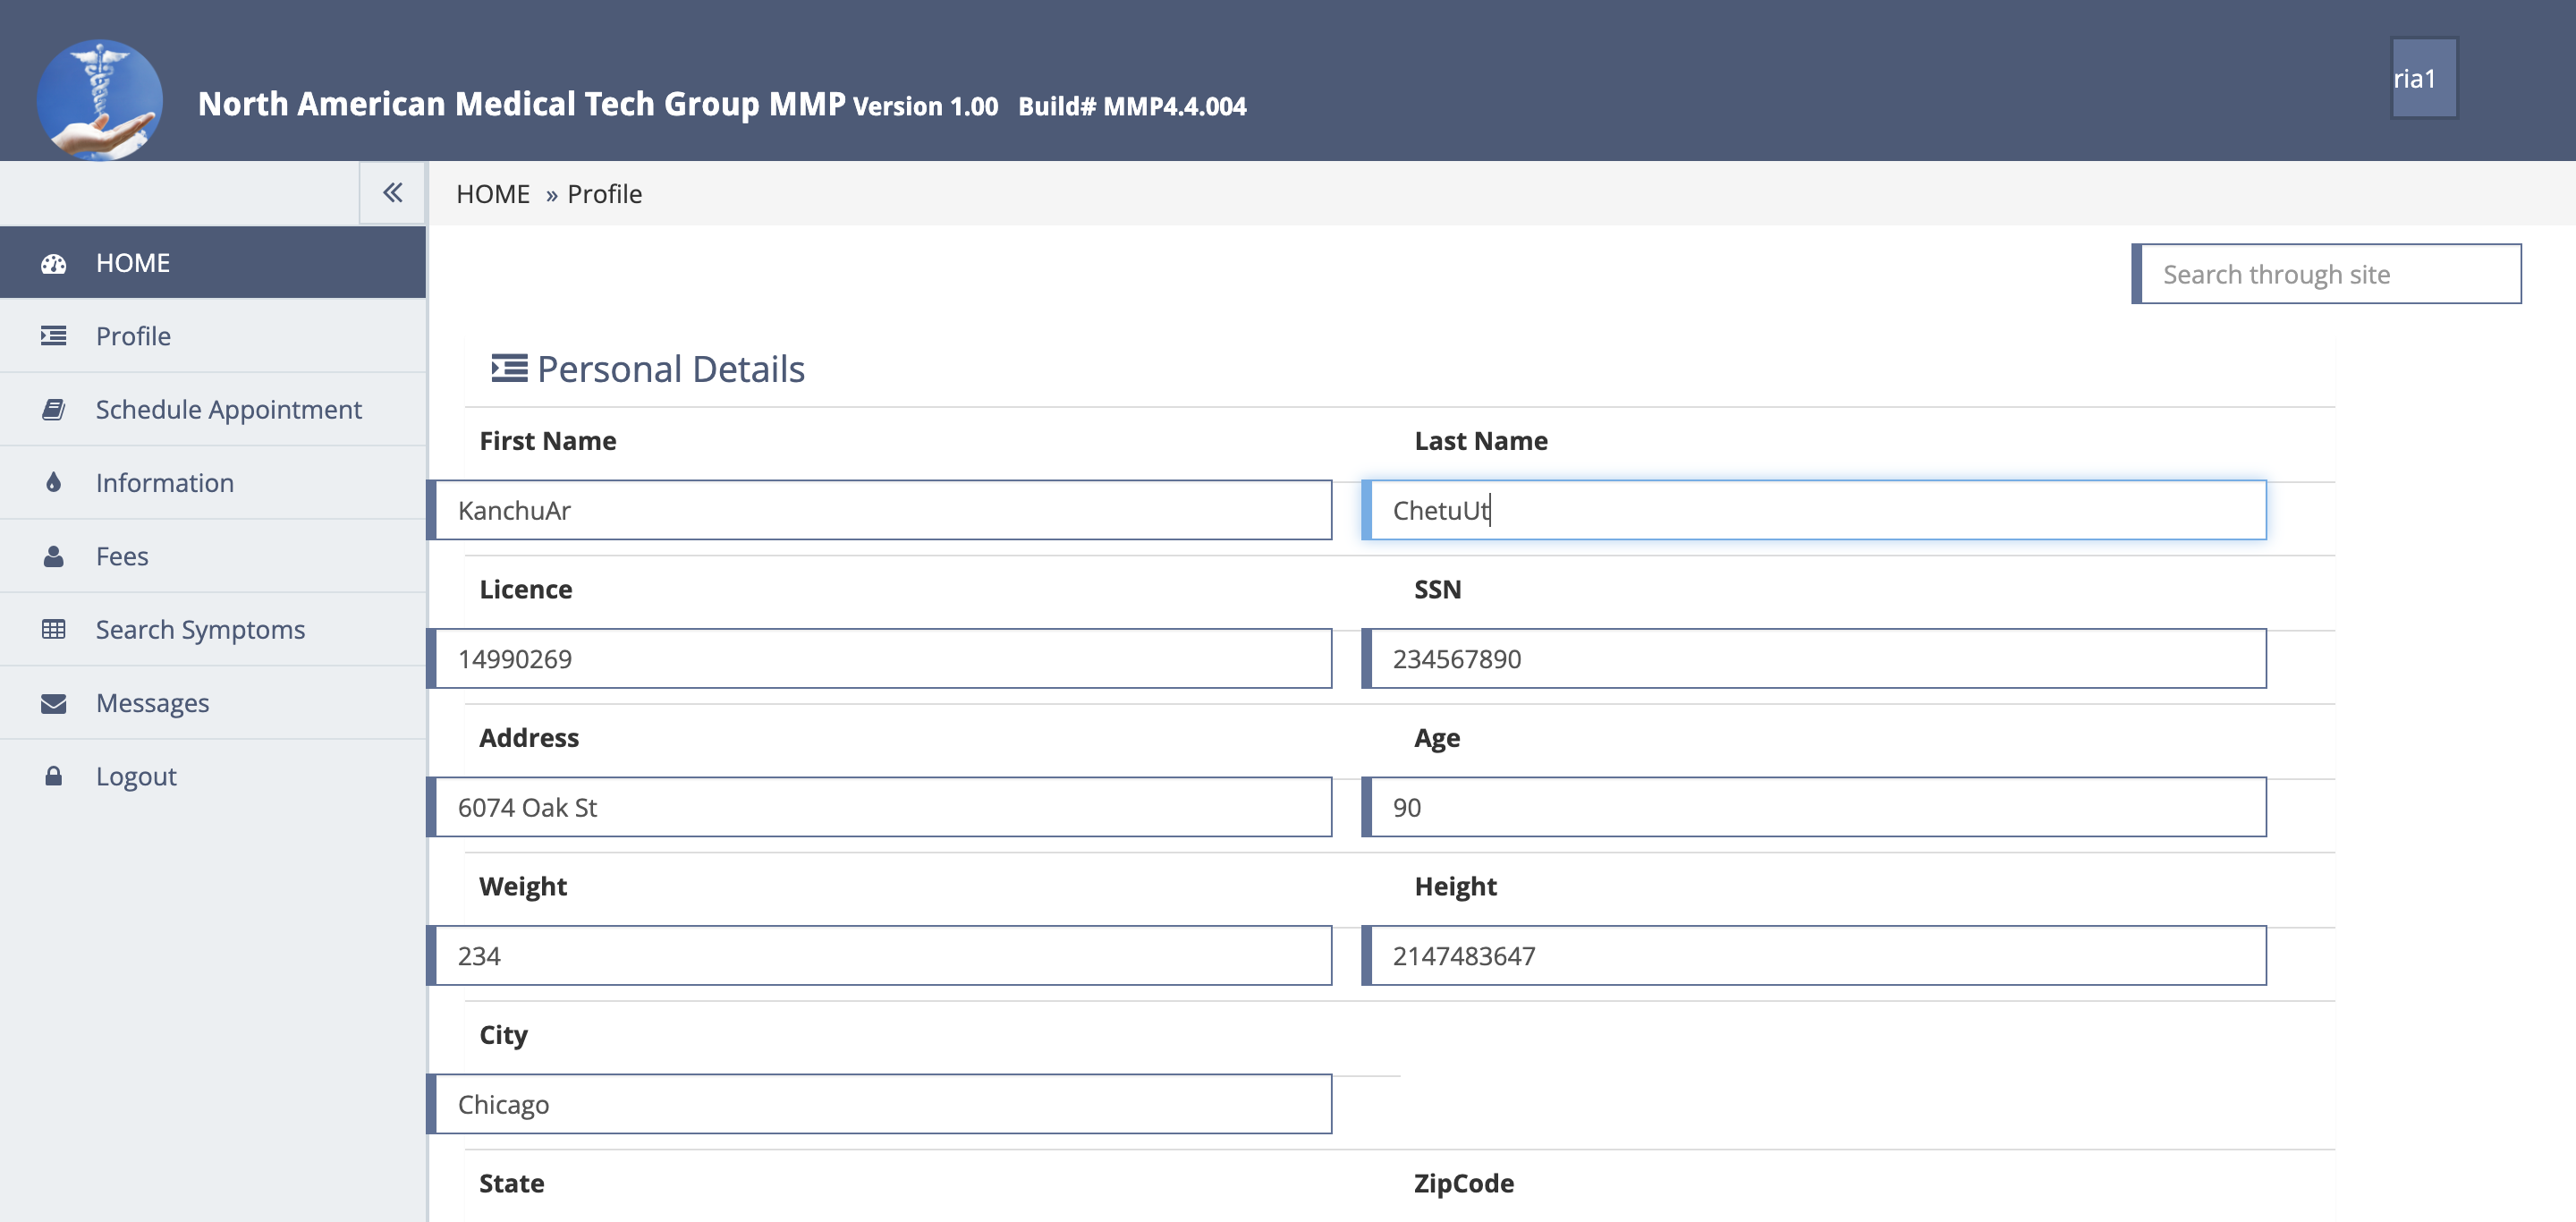 North American Medical Tech Group MMP Version 1.00 Build# MMP4.4.004
ria1
HOME » Profile
HOME
Profile
Schedule Appointment
Information
Fees
Search Symptoms
Messages
Logout
Search through site
Personal Details
First Name Last Name
KanchuAr ChetuUt
Licence SSN
14990269 234567890
Address Age
6074 Oak St 90
Weight Height
234 2147483647
City
Chicago
State ZipCode